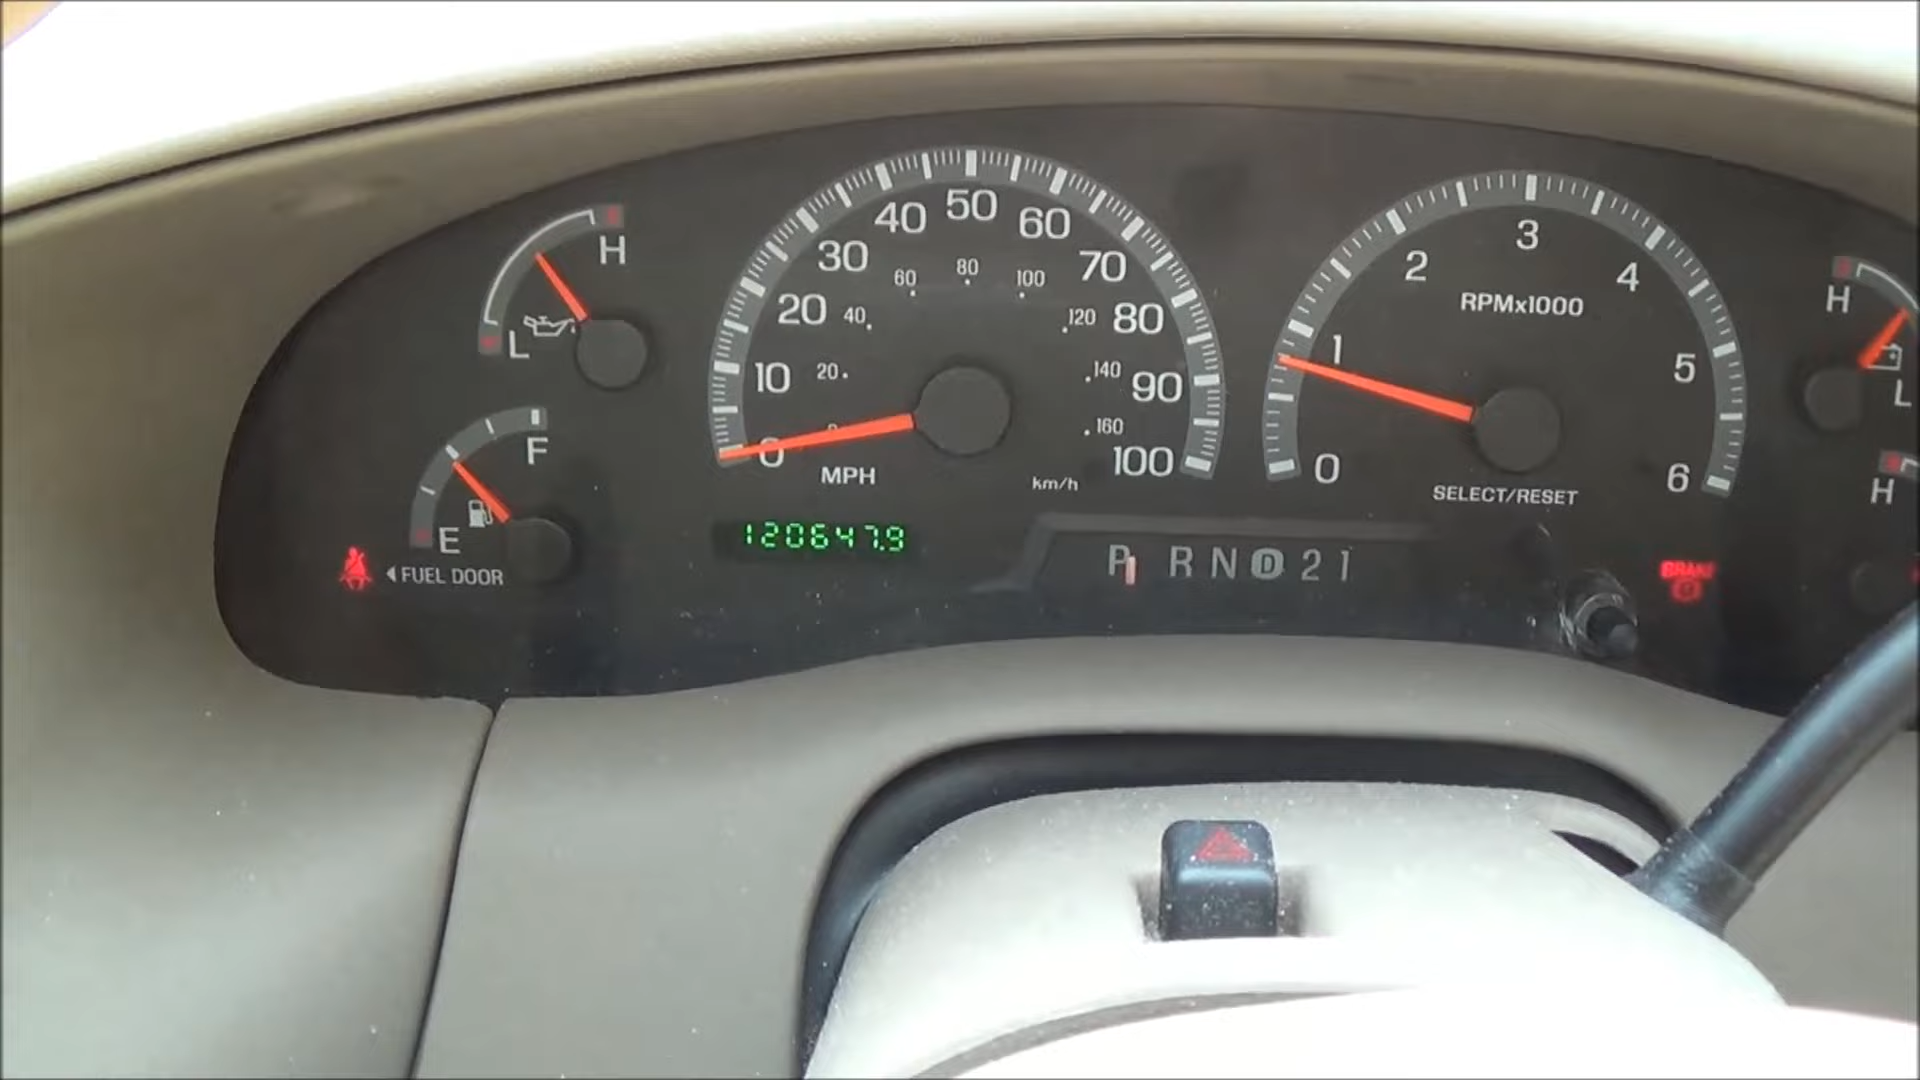 H
L
F
E
FUEL DOOR
0 10 20 30 40 50 60 70 80 90 100
20 40 60 80 100 120 140 160
MPH
km/h
120647.9
0 1 2 3 4 5 6
RPMx1000
SELECT/RESET
P R N D 2 1
BRAKE
H
L
H